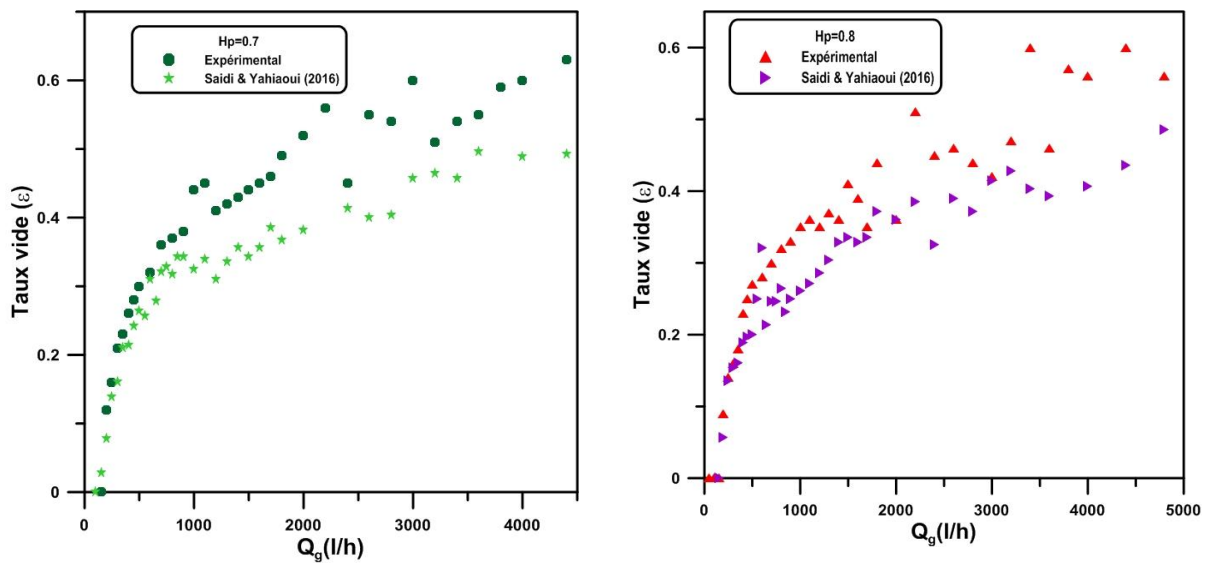 Hp=0.7
Expérimental
Saidi & Yahiaoui (2016)
Taux vide (ε)
0.6
0.4
0.2
0
0
1000
2000
3000
4000
Qg(l/h)
Hp=0.8
Expérimental
Saidi & Yahiaoui (2016)
Taux vide (ε)
0.6
0.4
0.2
0
0
1000
2000
3000
4000
5000
Qg(l/h)